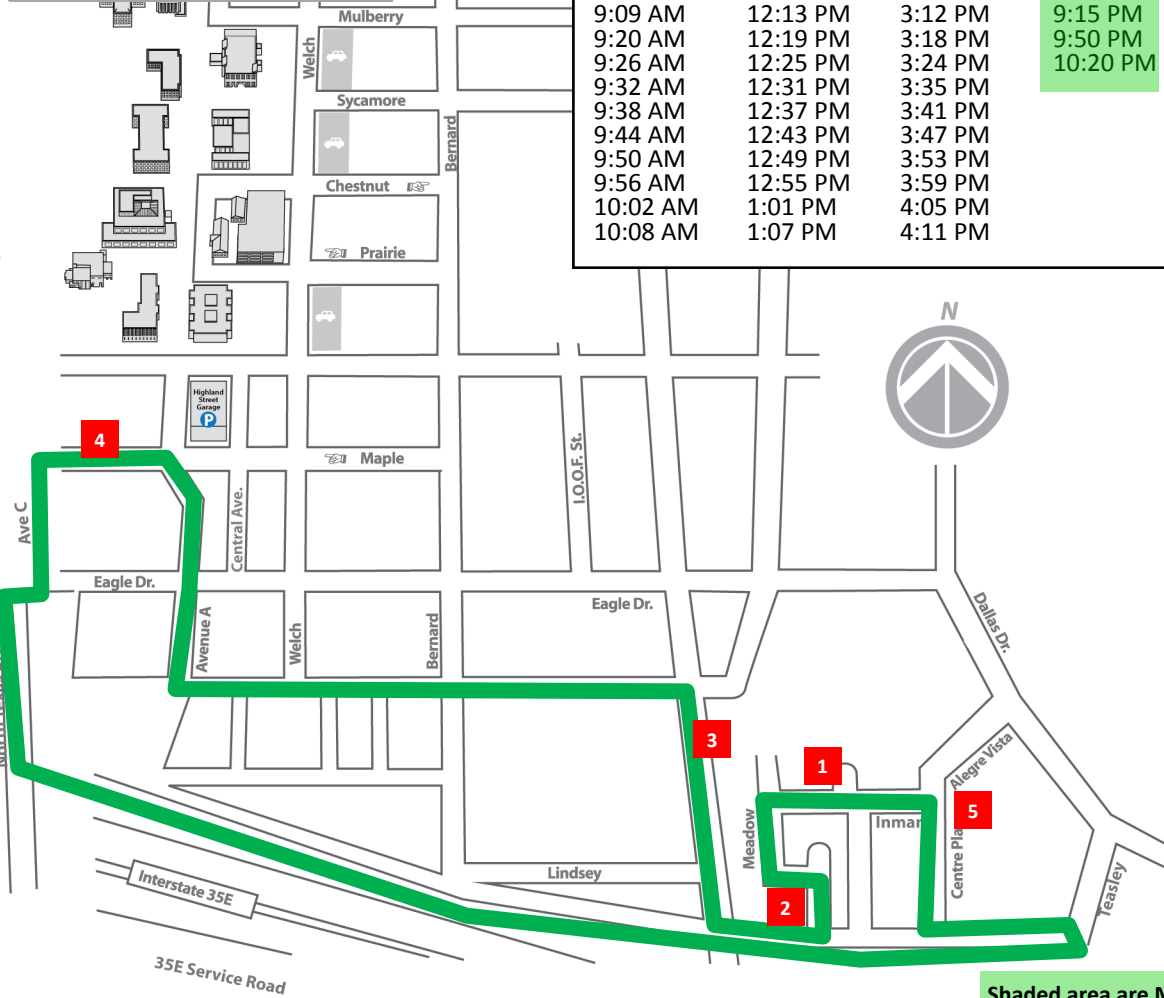 Mulberry
Welch
Sycamore
Bernard
Chestnut
Prairie
9:09 AM 12:13 PM 3:12 PM 9:15 PM
9:20 AM 12:19 PM 3:18 PM 9:50 PM
9:26 AM 12:25 PM 3:24 PM 10:20 PM
9:32 AM 12:31 PM 3:35 PM
9:38 AM 12:37 PM 3:41 PM
9:44 AM 12:43 PM 3:47 PM
9:50 AM 12:49 PM 3:53 PM
9:56 AM 12:55 PM 3:59 PM
10:02 AM 1:01 PM 4:05 PM
10:08 AM 1:07 PM 4:11 PM
N
Highland
Street
Garage
P
4
Maple
I.O.O.F. St.
Ave C
Central Ave.
Eagle Dr.
Eagle Dr.
Dallas Dr.
Avenue A
Welch
Bernard
3
1
Alegre Vista
5
Meadow
Inman
Centre Pla
Lindsey
2
Teasley
Interstate 35E
35E Service Road
Shaded area are